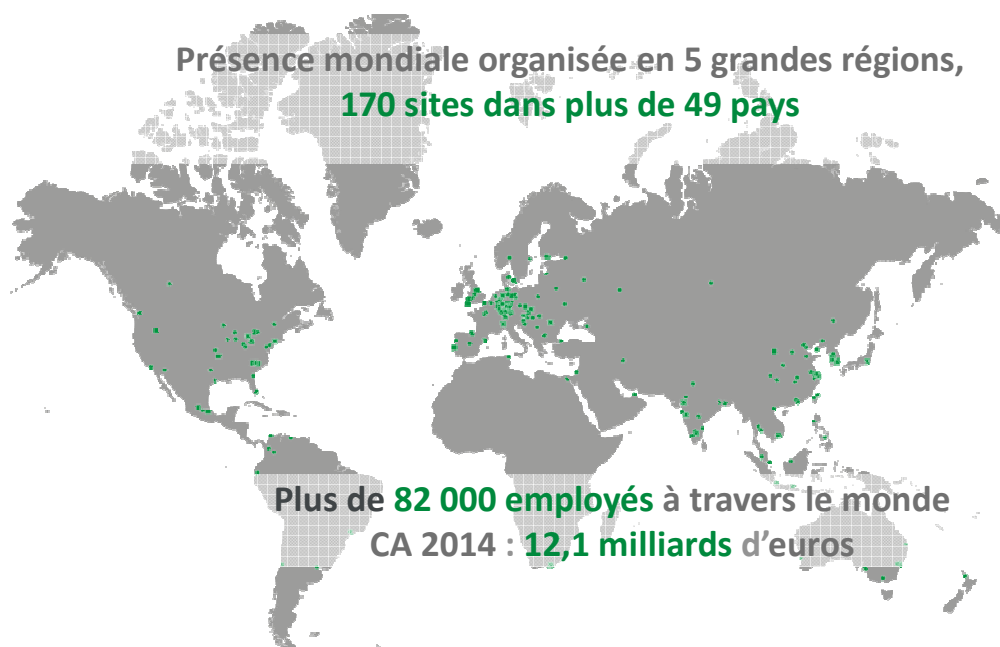 Présence mondiale organisée en 5 grandes régions,
170 sites dans plus de 49 pays
Plus de 82 000 employés à travers le monde
CA 2014 : 12,1 milliards d’euros